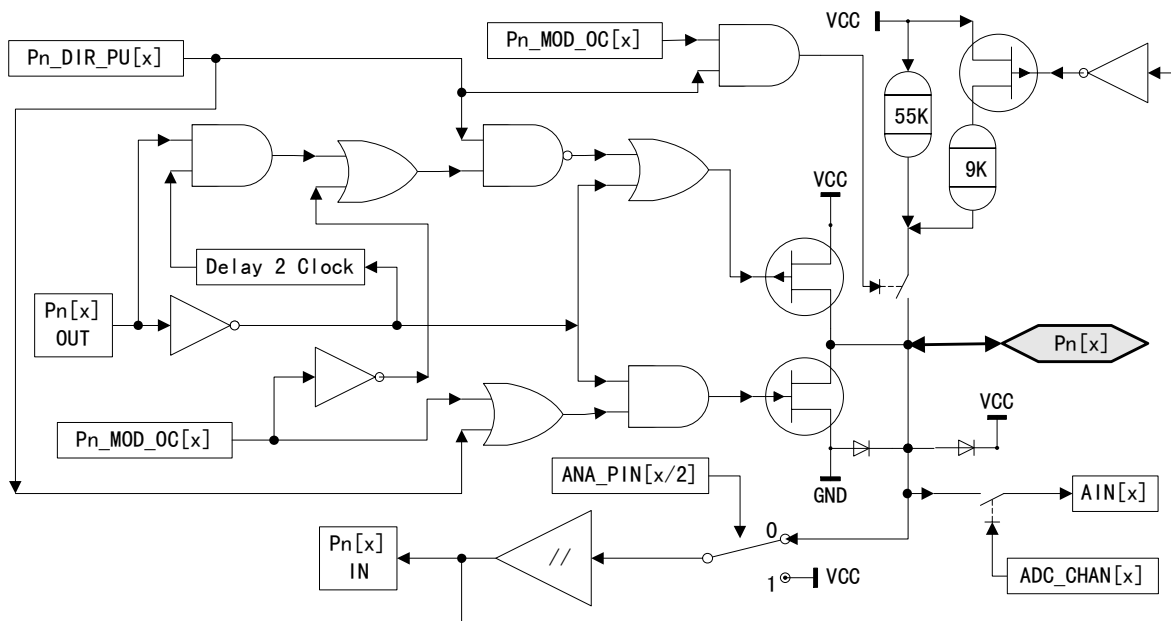 VCC
Pn_DIR_PU[x]
Pn_MOD_OC[x]
55K
9K
VCC
Delay 2 Clock
Pn[x]
OUT
Pn[x]
Pn_MOD_OC[x]
VCC
ANA_PIN[x/2]
GND
AIN[x]
Pn[x]
IN
//
0
1
VCC
ADC_CHAN[x]